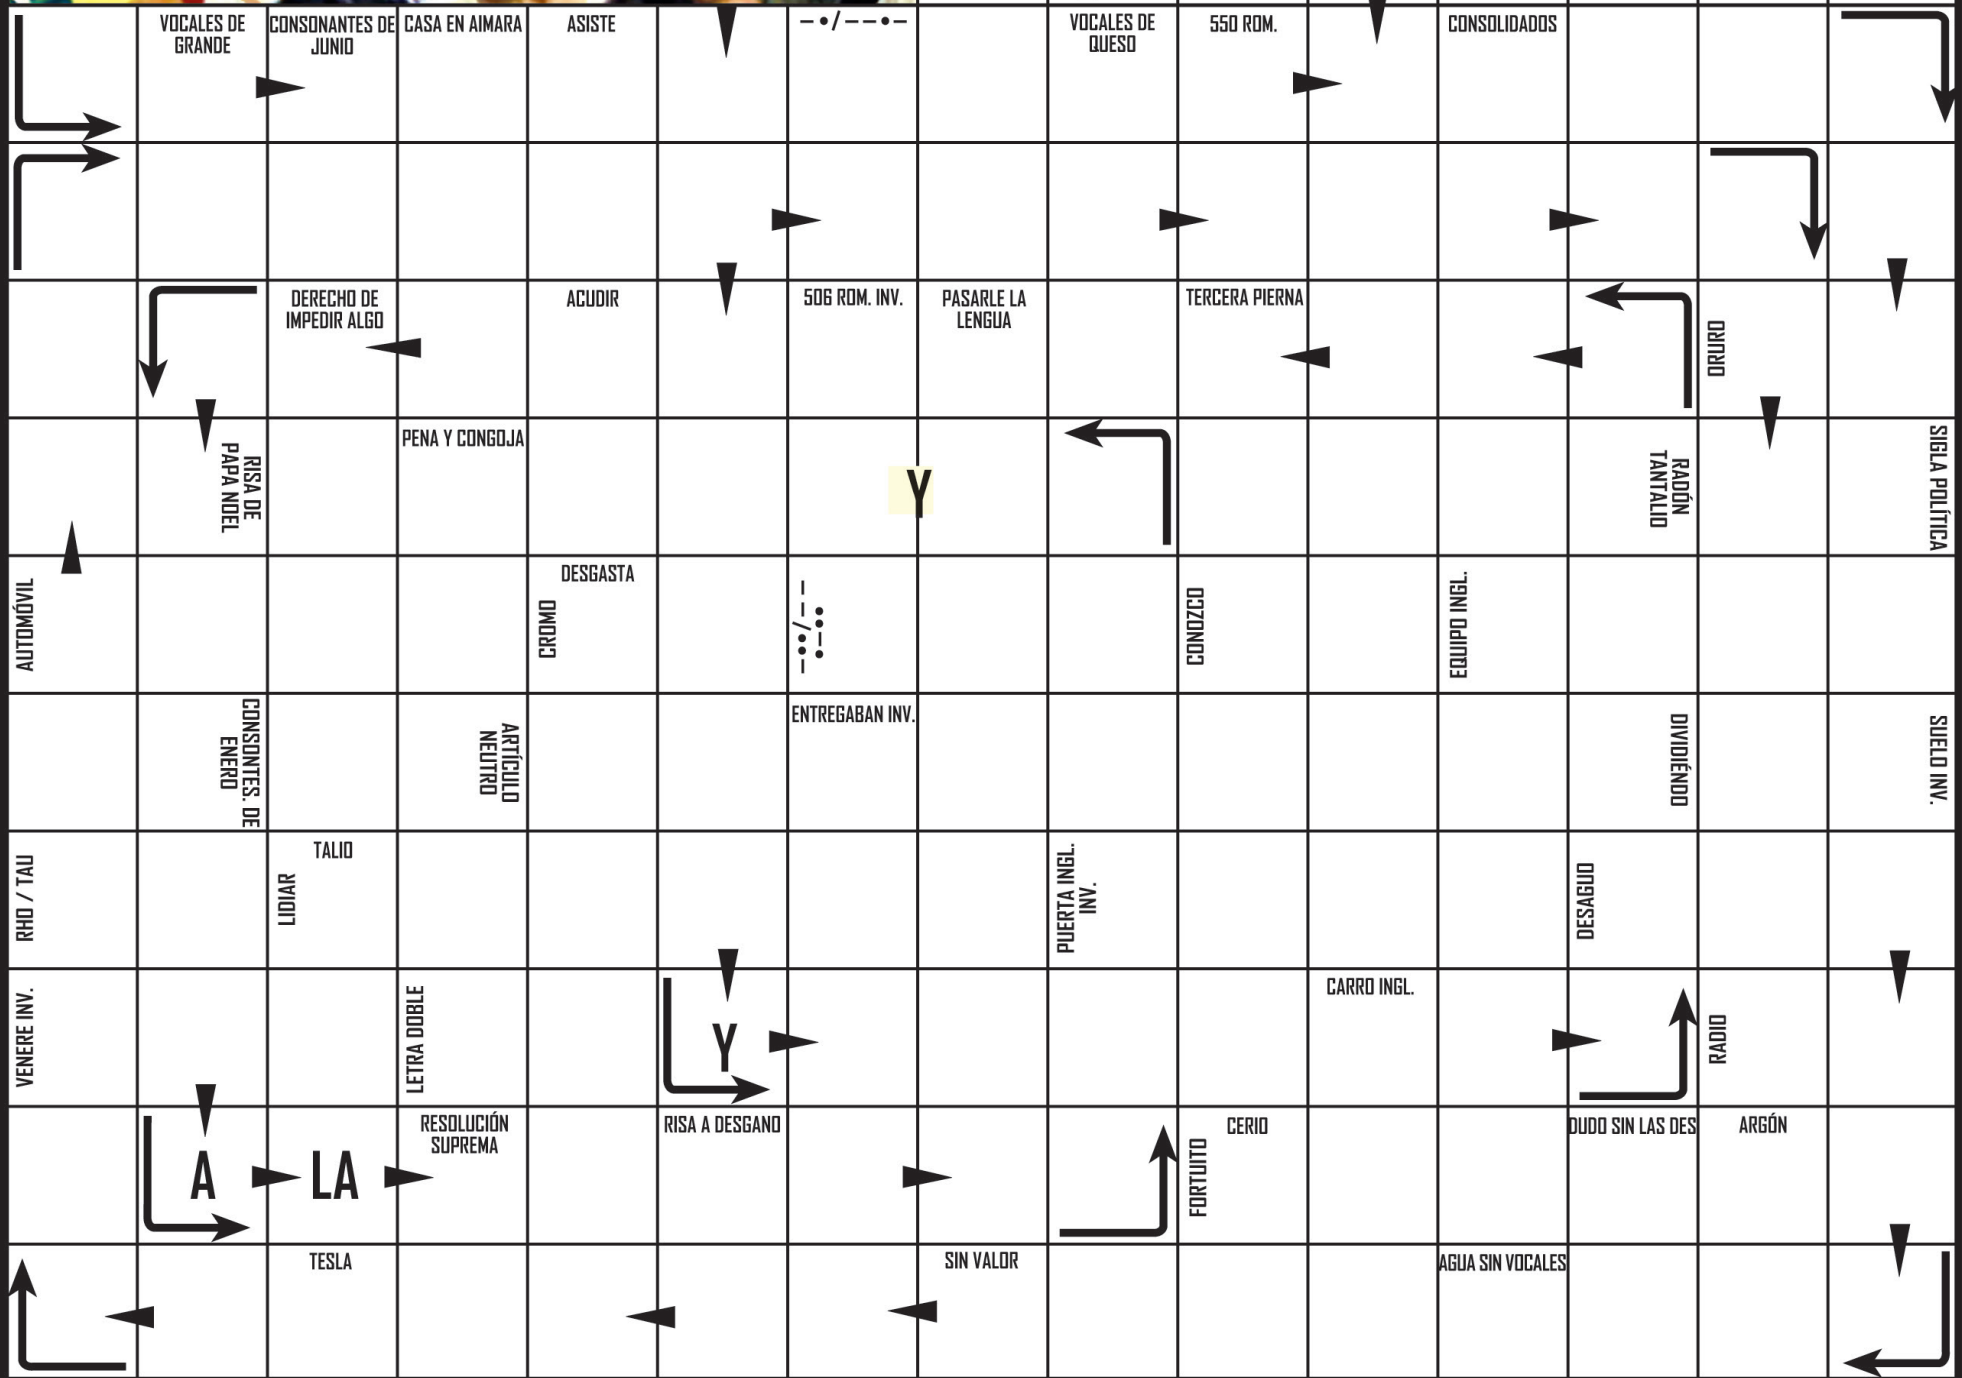 VOCALES DE
GRANDE
CONSONANTES DE
JUNIO
CASA EN AIMARA
ASISTE
–•/––•–
VOCALES DE
QUESO
550 ROM.
CONSOLIDADOS
DERECHO DE
IMPEDIR ALGO
ACUDIR
506 ROM. INV.
PASARLE LA
LENGUA
TERCERA PIERNA
ORURO
RISA DE
PAPA NOEL
PENA Y CONGOJA
Y
RADÓN
TANTALIO
SIGLA POLÍTICA
AUTOMÓVIL
DESGASTA
CROMO
–••/––
•–••
CONOZCO
EQUIPO INGL.
CONSONTES. DE
ENERO
ARTÍCULO
NEUTRO
ENTREGABAN INV.
DIVIDIÉNDO
SUELO INV.
RHO / TAU
TALIO
LIDIAR
PUERTA INGL.
INV.
DESAGUO
VENERE INV.
LETRA DOBLE
Y
CARRO INGL.
RADIO
A
LA
RESOLUCIÓN
SUPREMA
RISA A DESGANO
FORTUITO
CERIO
DUDO SIN LAS DES
ARGÓN
TESLA
SIN VALOR
AGUA SIN VOCALES